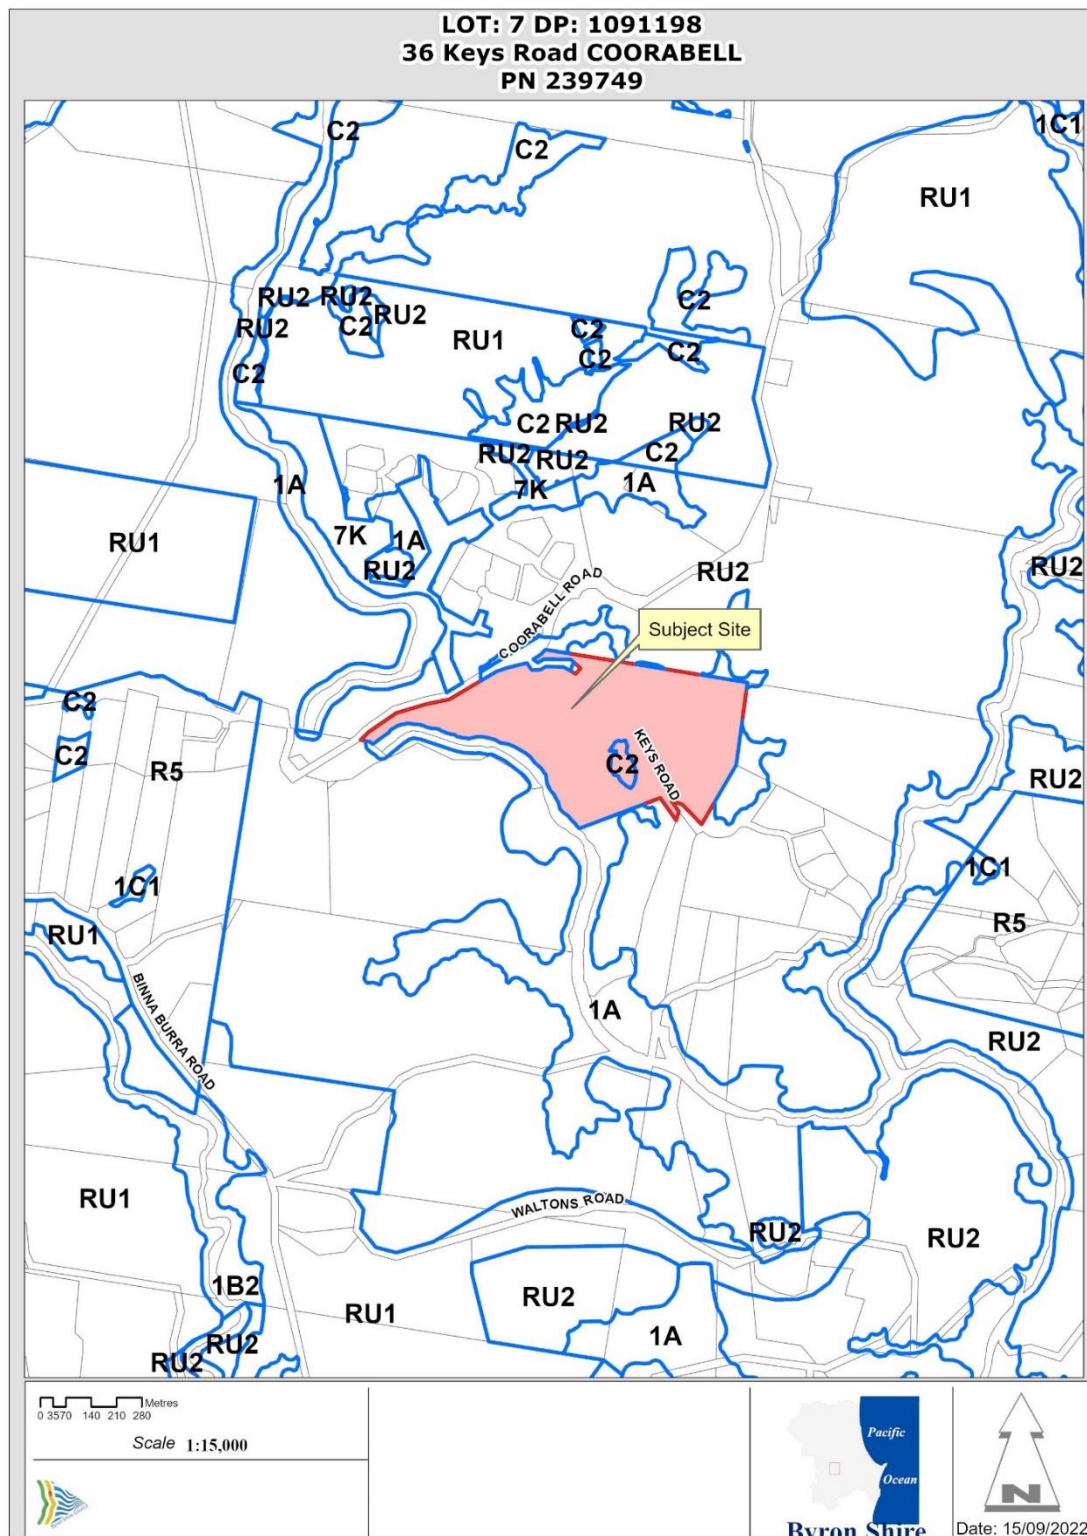 LOT: 7 DP: 1091198
36 Keys Road COORABELL
PN 239749
C2
C2
1C1
RU1
RU2
RU2
RU2
C2
RU2
C2
RU1
C2
C2
C2
C2
C2
C2 RU2
RU2
RU2
RU2
C2
1A
7K
1A
RU1
7K
1A
RU2
RU2
RU2
COORABELL ROAD
Subject Site
C2
C2
R5
C2
KEYS ROAD
RU2
1C1
1C1
R5
RU1
BINNA BURRA ROAD
1A
RU2
RU1
WALTONS ROAD
RU2
RU2
1B2
RU1
RU2
RU2
RU2
1A
Metres
0 3570 140 210 280
Scale 1:15,000
Pacific
Ocean
Byron Shire
N
Date: 15/09/2022